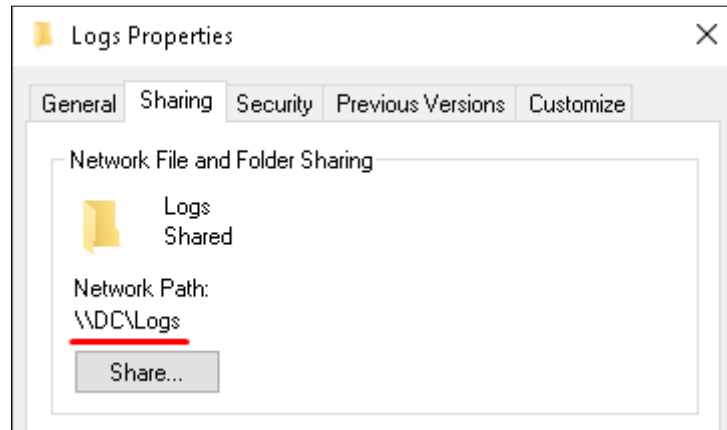 Logs Properties
General Sharing Security Previous Versions Customize
Network File and Folder Sharing
Logs
Shared
Network Path:
\\DC\Logs
Share...